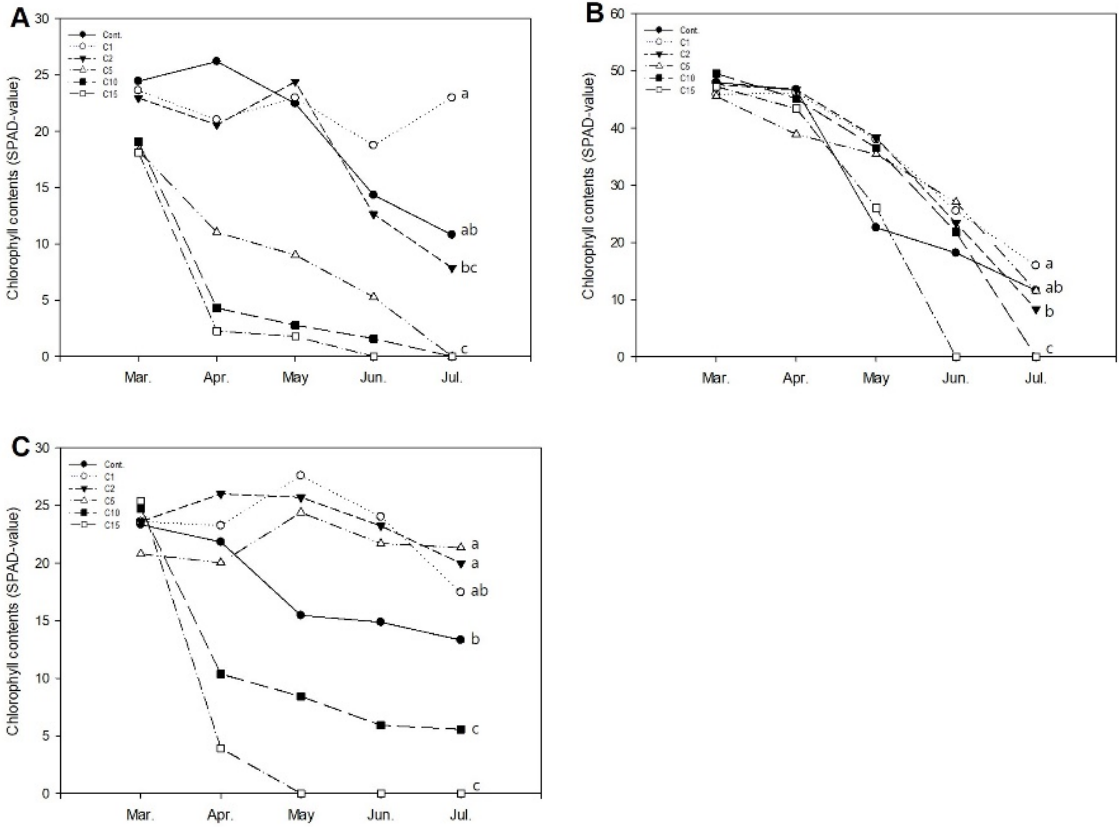 A
Chlorophyll contents (SPAD-value)
30
25
20
15
10
5
0
Cont.
C1
C2
C5
C10
C15
a
ab
bc
c
Mar. Apr. May Jun. Jul.
B
Chlorophyll contents (SPAD-value)
60
50
40
30
20
10
0
Cont.
C1
C2
C5
C10
C15
a
ab
b
c
Mar. Apr. May Jun. Jul.
C
Chlorophyll contents (SPAD-value)
30
25
20
15
10
5
0
Cont.
C1
C2
C5
C10
C15
a
a
ab
b
c
c
Mar. Apr. May Jun. Jul.